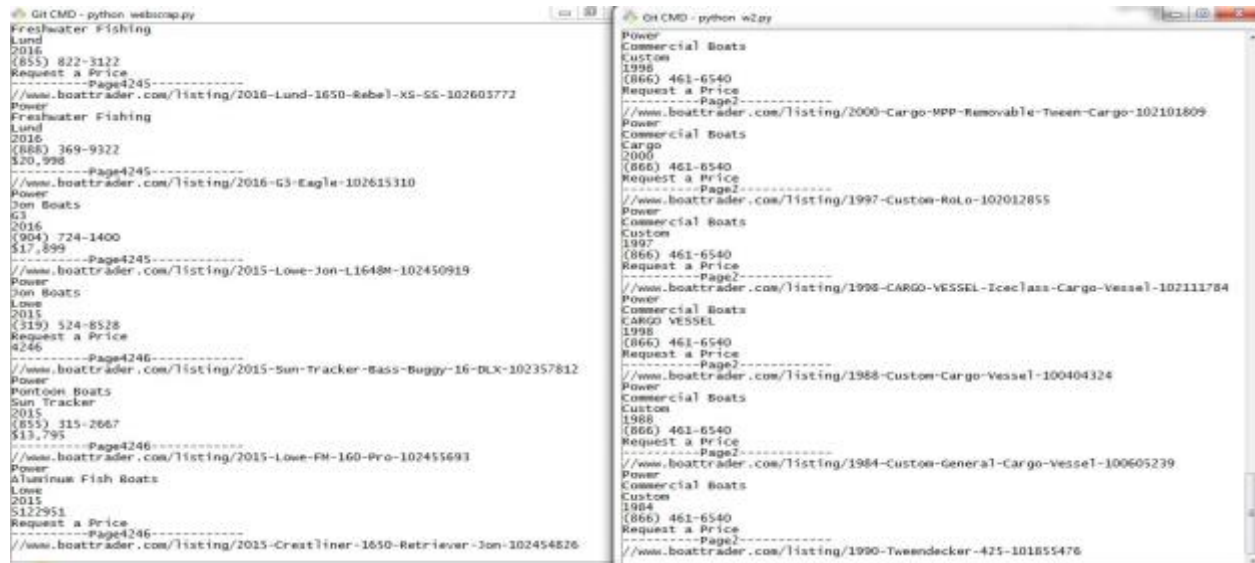 Git CMD - python webscrap.py
Freshwater Fishing
Lund
2016
(855) 822-3122
Request a Price
----------Page4245------------
//www.boattrader.com/listing/2016-Lund-1650-Rebel-XS-SS-102603772
Power
Freshwater Fishing
Lund
2016
(888) 369-9322
$20,998
----------Page4245------------
//www.boattrader.com/listing/2016-G3-Eagle-102615310
Power
Jon Boats
G3
2016
(904) 724-1400
$17,899
----------Page4245------------
//www.boattrader.com/listing/2015-Lowe-Jon-L1648M-102450919
Power
Jon Boats
Lowe
2015
(319) 524-8528
Request a Price
4246
----------Page4246------------
//www.boattrader.com/listing/2015-Sun-Tracker-Bass-Buggy-16-DLX-102357812
Power
Pontoon Boats
Sun Tracker
2015
(855) 315-2667
$13,795
----------Page4246------------
//www.boattrader.com/listing/2015-Lowe-FM-160-Pro-102455693
Power
Aluminum Fish Boats
Lowe
2015
5122951
Request a Price
----------Page4246------------
//www.boattrader.com/listing/2015-Crestliner-1650-Retriever-Jon-102454826
Git CMD - python w2.py
Power
Commercial Boats
Custom
1998
(866) 461-6540
Request a Price
----------Page2------------
//www.boattrader.com/listing/2000-Cargo-MPP-Removable-Tween-Cargo-102101809
Power
Commercial Boats
Cargo
2000
(866) 461-6540
Request a Price
----------Page2------------
//www.boattrader.com/listing/1997-Custom-RoLo-102012855
Power
Commercial Boats
Custom
1997
(866) 461-6540
Request a Price
----------Page2------------
//www.boattrader.com/listing/1998-CARGO-VESSEL-Iceclass-Cargo-Vessel-102111784
Power
Commercial Boats
CARGO VESSEL
1998
(866) 461-6540
Request a Price
----------Page2------------
//www.boattrader.com/listing/1988-Custom-Cargo-Vessel-100404324
Power
Commercial Boats
Custom
1988
(866) 461-6540
Request a Price
----------Page2------------
//www.boattrader.com/listing/1984-Custom-General-Cargo-Vessel-100605239
Power
Commercial Boats
Custom
1984
(866) 461-6540
Request a Price
----------Page2------------
//www.boattrader.com/listing/1990-Tweendecker-425-101855476